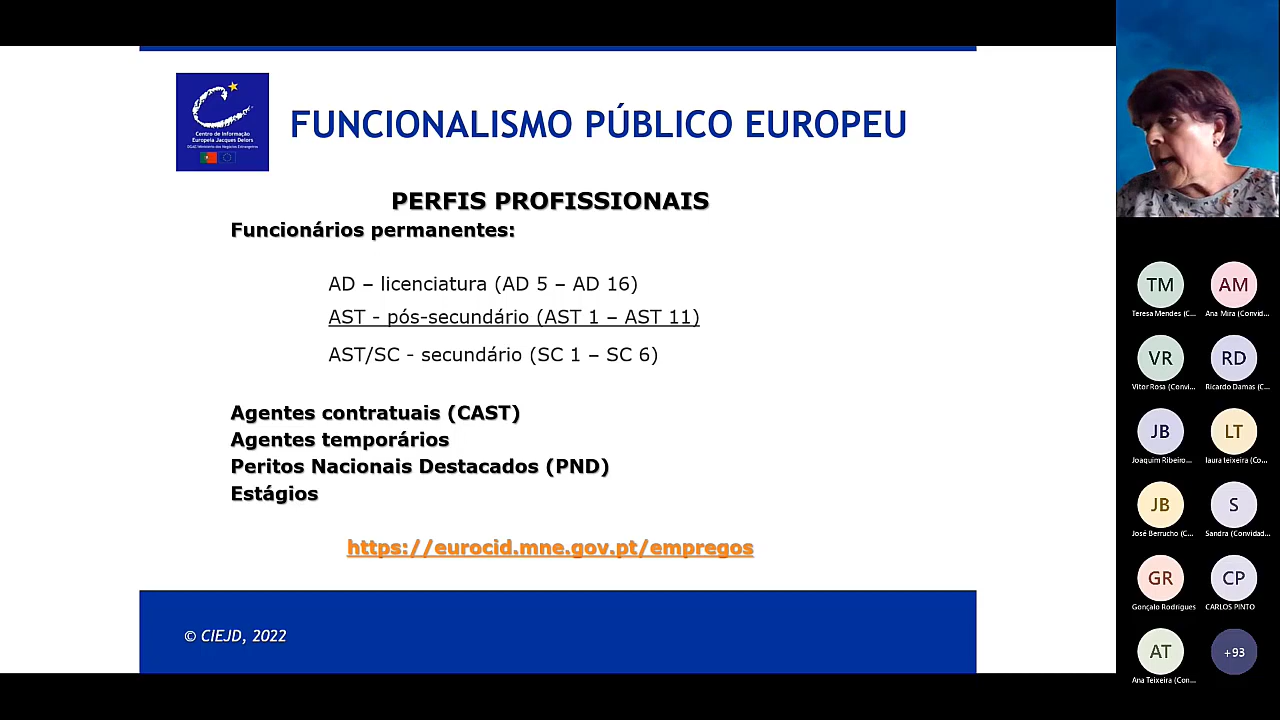 Centro de Informação
Europeia Jacques Delors
FUNCIONALISMO PÚBLICO EUROPEU
PERFIS PROFISSIONAIS
Funcionários permanentes:
AD – licenciatura (AD 5 – AD 16)
AST - pós-secundário (AST 1 – AST 11)
AST/SC - secundário (SC 1 – SC 6)
Agentes contratuais (CAST)
Agentes temporários
Peritos Nacionais Destacados (PND)
Estágios
https://eurocid.mne.gov.pt/empregos
© CIEJD, 2022
TM AM
Teresa Mendes (C... Ana Mira (Convid...
VR RD
Vitor Rosa (Convi... Ricardo Damas (C...
JB LT
Joaquim Ribeiro... laura teixeira (Co...
JB S
José Berrucho (C... Sandra (Convidad...
GR CP
Gonçalo Rodrigues CARLOS PINTO
AT +93
Ana Teixeira (Con...